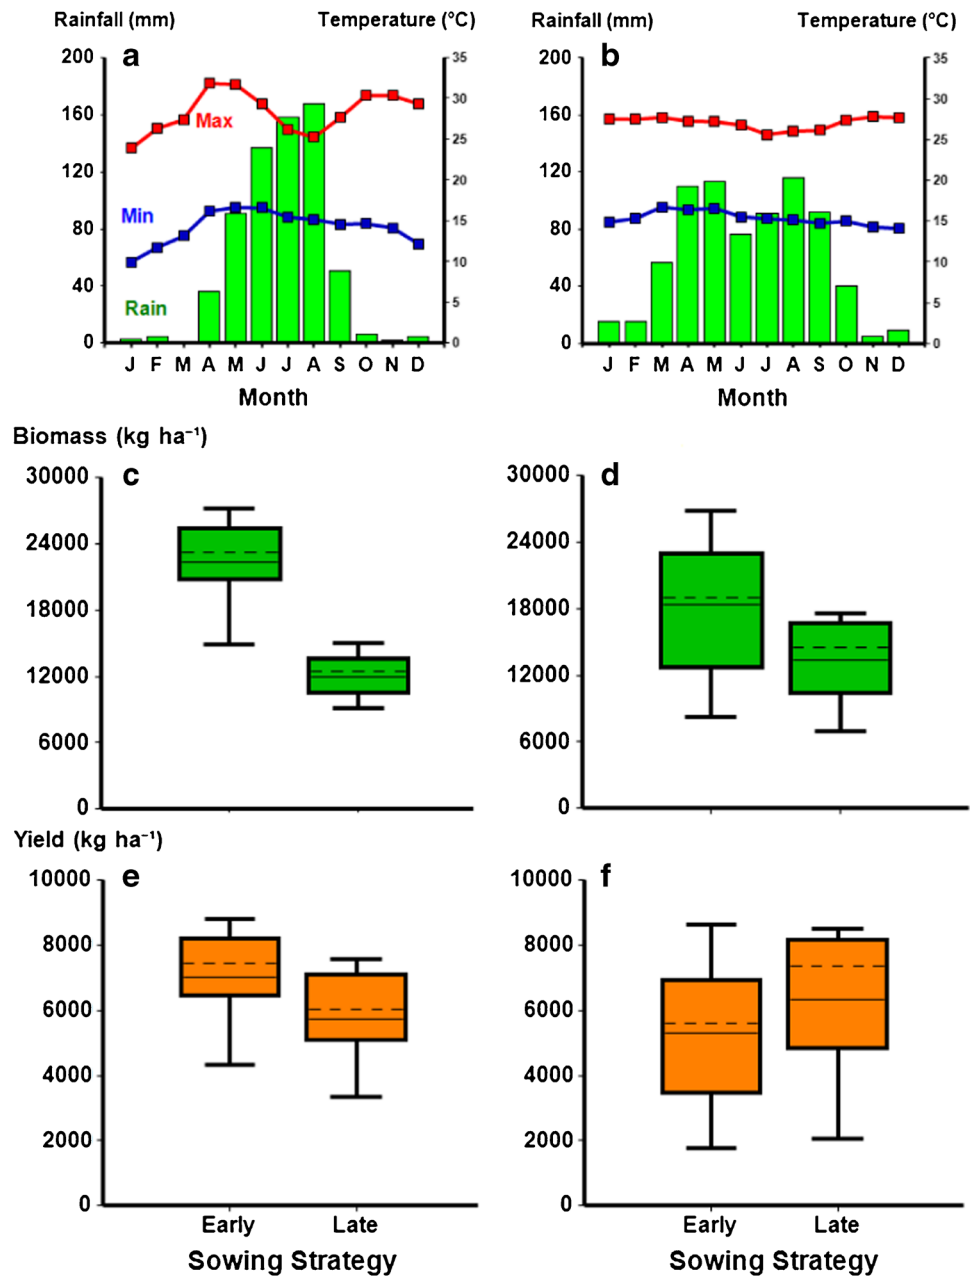 Rainfall (mm) Temperature (°C) Rainfall (mm) Temperature (°C)
200 a 35 200 b 35
160 Max 30 160 30
25 25
120 20 120 20
Min
80 15 80 15
10 10
40 Rain 5 40 5
0 0 0 0
J F M A M J J A S O N D J F M A M J J A S O N D
Month Month
Biomass (kg ha⁻¹)
30000 c 30000 d
24000 24000
18000 18000
12000 12000
6000 6000
0 0
Yield (kg ha⁻¹)
10000 e 10000 f
8000 8000
6000 6000
4000 4000
2000 2000
0 0
Early Late Early Late
Sowing Strategy Sowing Strategy